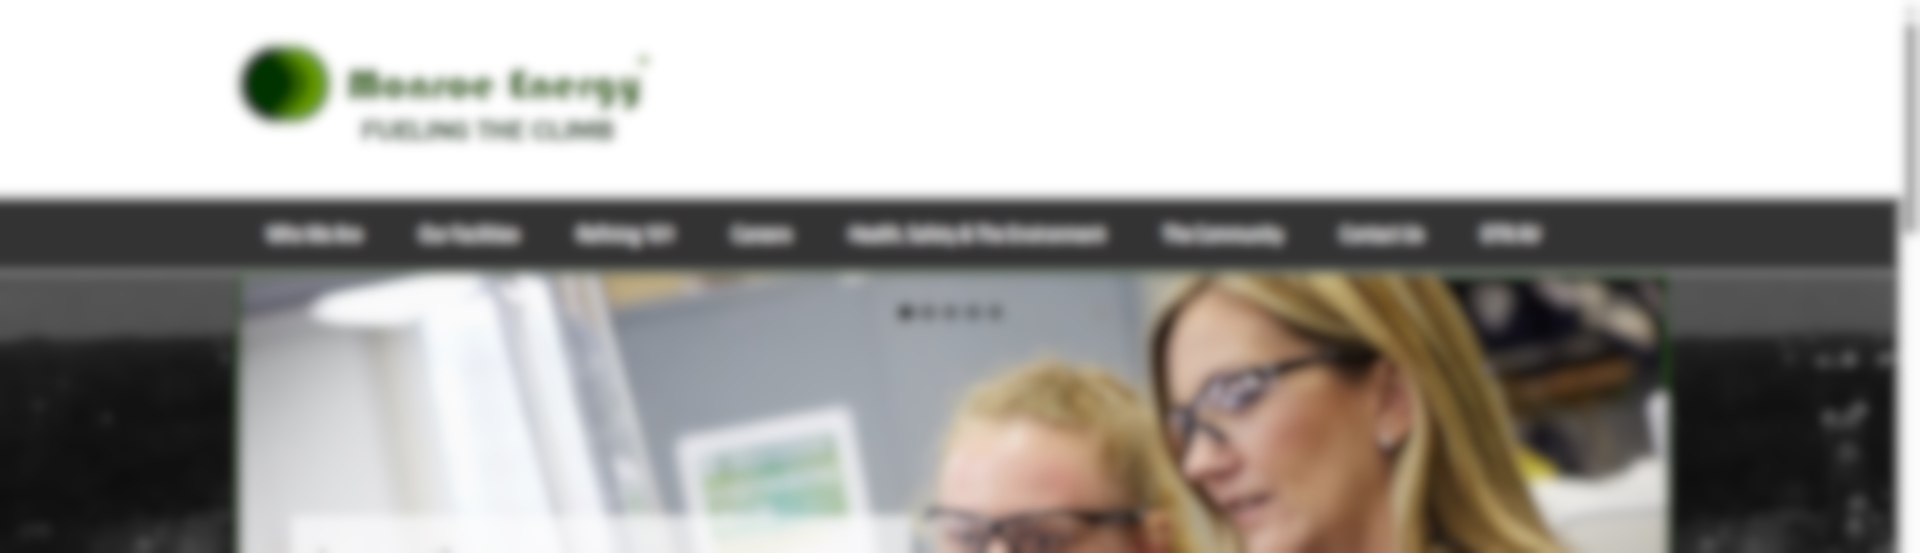 Monroe Energy
FUELING THE CLIMB
Who We Are Our Facilities Refining 101 Careers Health, Safety & The Environment The Community Contact Us